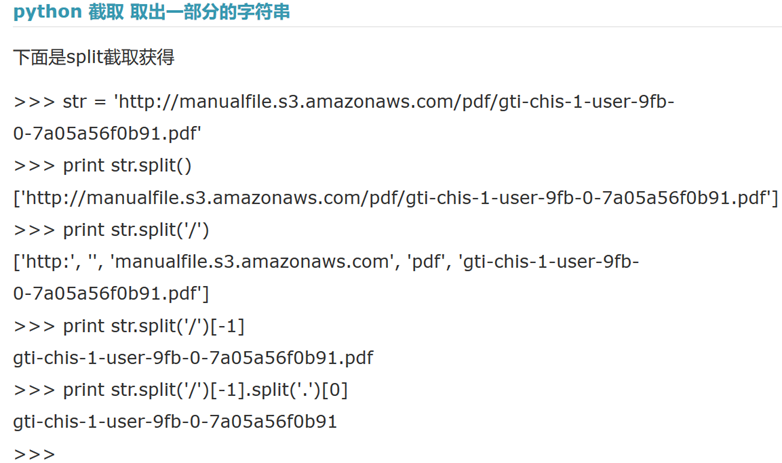 python 截取 取出一部分的字符串
下面是split截取获得
>>> str = 'http://manualfile.s3.amazonaws.com/pdf/gti-chis-1-user-9fb-
0-7a05a56f0b91.pdf'
>>> print str.split()
['http://manualfile.s3.amazonaws.com/pdf/gti-chis-1-user-9fb-0-7a05a56f0b91.pdf']
>>> print str.split('/')
['http:', '', 'manualfile.s3.amazonaws.com', 'pdf', 'gti-chis-1-user-9fb-
0-7a05a56f0b91.pdf']
>>> print str.split('/')[-1]
gti-chis-1-user-9fb-0-7a05a56f0b91.pdf
>>> print str.split('/')[-1].split('.')[0]
gti-chis-1-user-9fb-0-7a05a56f0b91
>>>